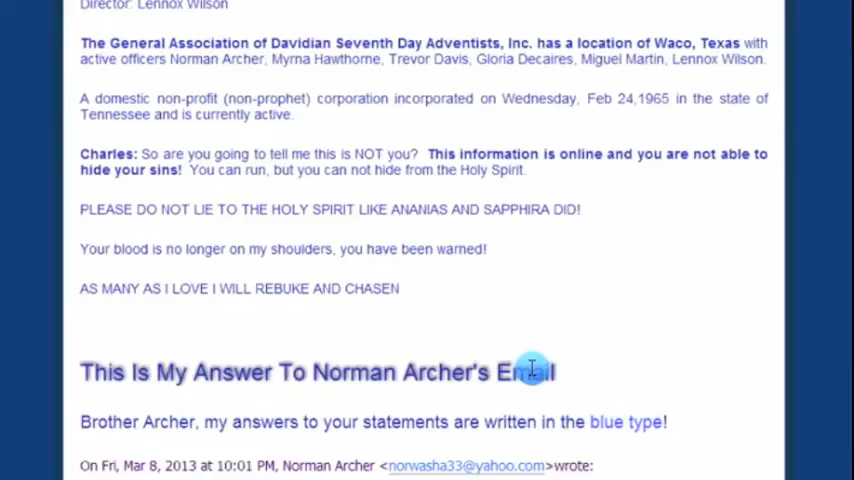 Director: Lennox Wilson
The General Association of Davidian Seventh Day Adventists, Inc. has a location of Waco, Texas with
active officers Norman Archer, Myrna Hawthorne, Trevor Davis, Gloria Decaires, Miguel Martin, Lennox Wilson.
A domestic non-profit (non-prophet) corporation incorporated on Wednesday, Feb 24,1965 in the state of
Tennessee and is currently active.
Charles: So are you going to tell me this is NOT you? This information is online and you are not able to
hide your sins! You can run, but you can not hide from the Holy Spirit.
PLEASE DO NOT LIE TO THE HOLY SPIRIT LIKE ANANIAS AND SAPPHIRA DID!
Your blood is no longer on my shoulders, you have been warned!
AS MANY AS I LOVE I WILL REBUKE AND CHASEN
This Is My Answer To Norman Archer's Email
Brother Archer, my answers to your statements are written in the blue type!
On Fri, Mar 8, 2013 at 10:01 PM, Norman Archer <norwasha33@yahoo.com>wrote: